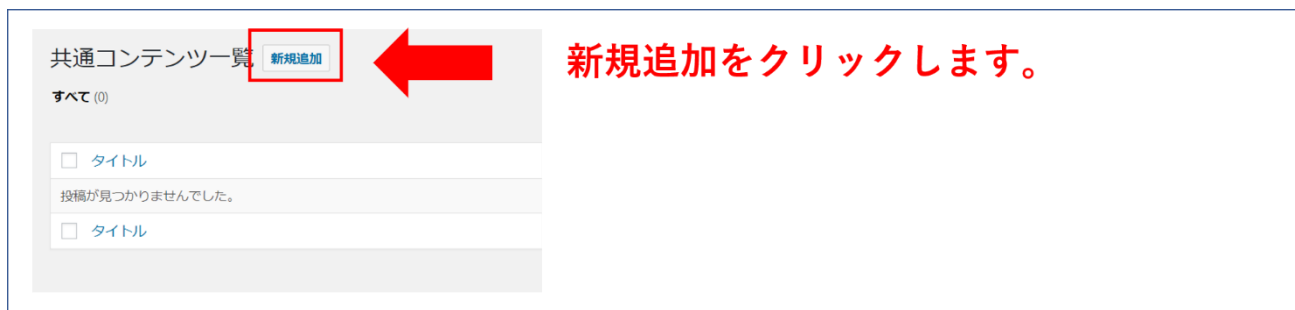 共通コンテンツ一覧 新規追加
新規追加をクリックします。
すべて (0)
タイトル
投稿が見つかりませんでした。
タイトル